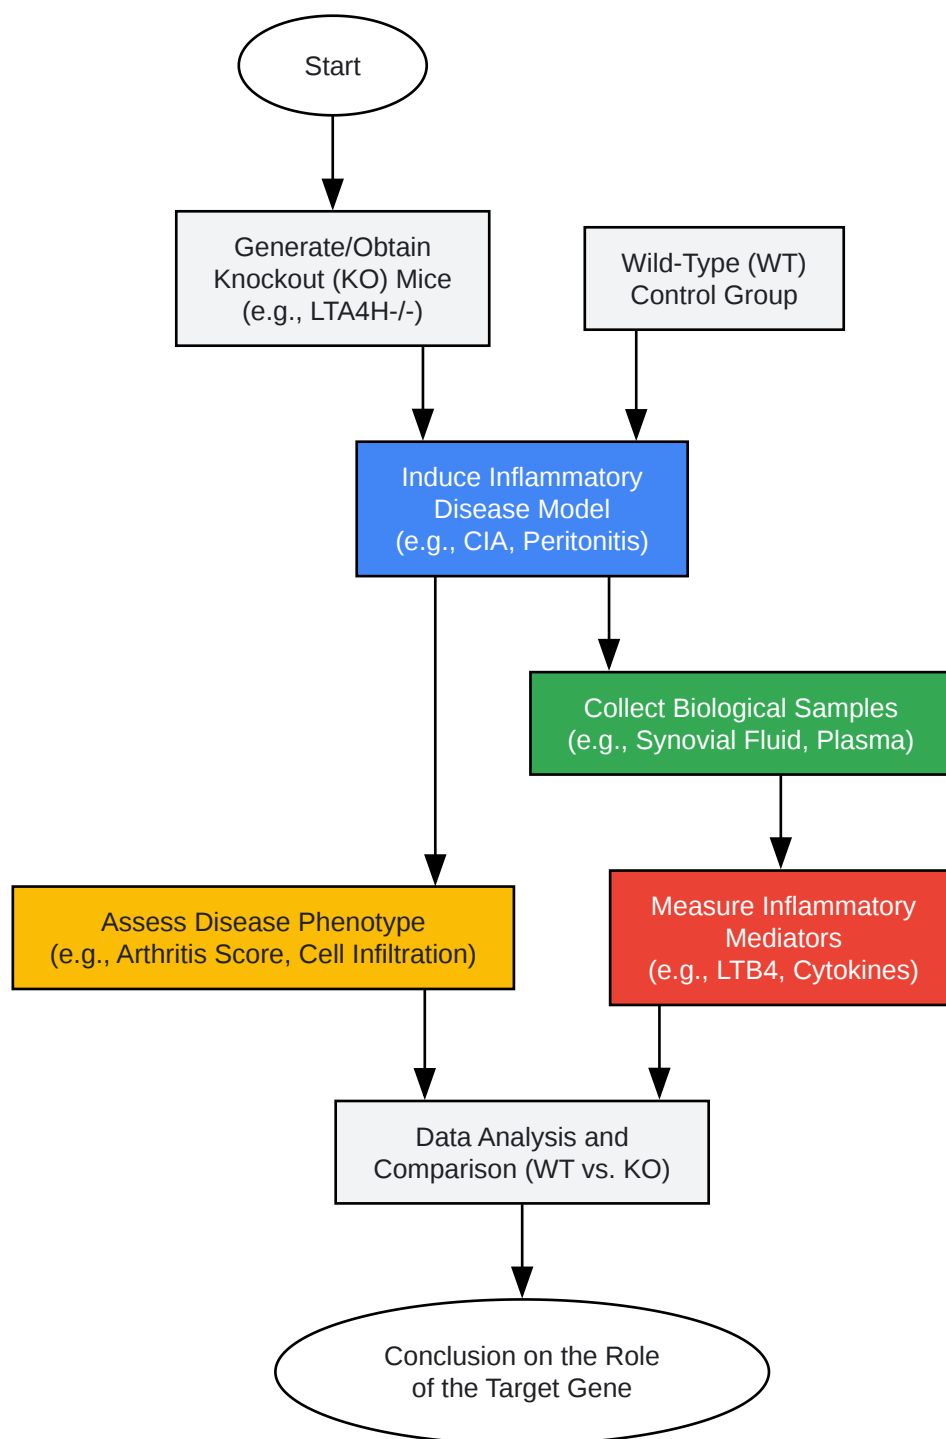 Start
Generate/Obtain
Knockout (KO) Mice
(e.g., LTA4H-/-)
Wild-Type (WT)
Control Group
Induce Inflammatory
Disease Model
(e.g., CIA, Peritonitis)
Collect Biological Samples
(e.g., Synovial Fluid, Plasma)
Assess Disease Phenotype
(e.g., Arthritis Score, Cell Infiltration)
Measure Inflammatory
Mediators
(e.g., LTB4, Cytokines)
Data Analysis and
Comparison (WT vs. KO)
Conclusion on the Role
of the Target Gene